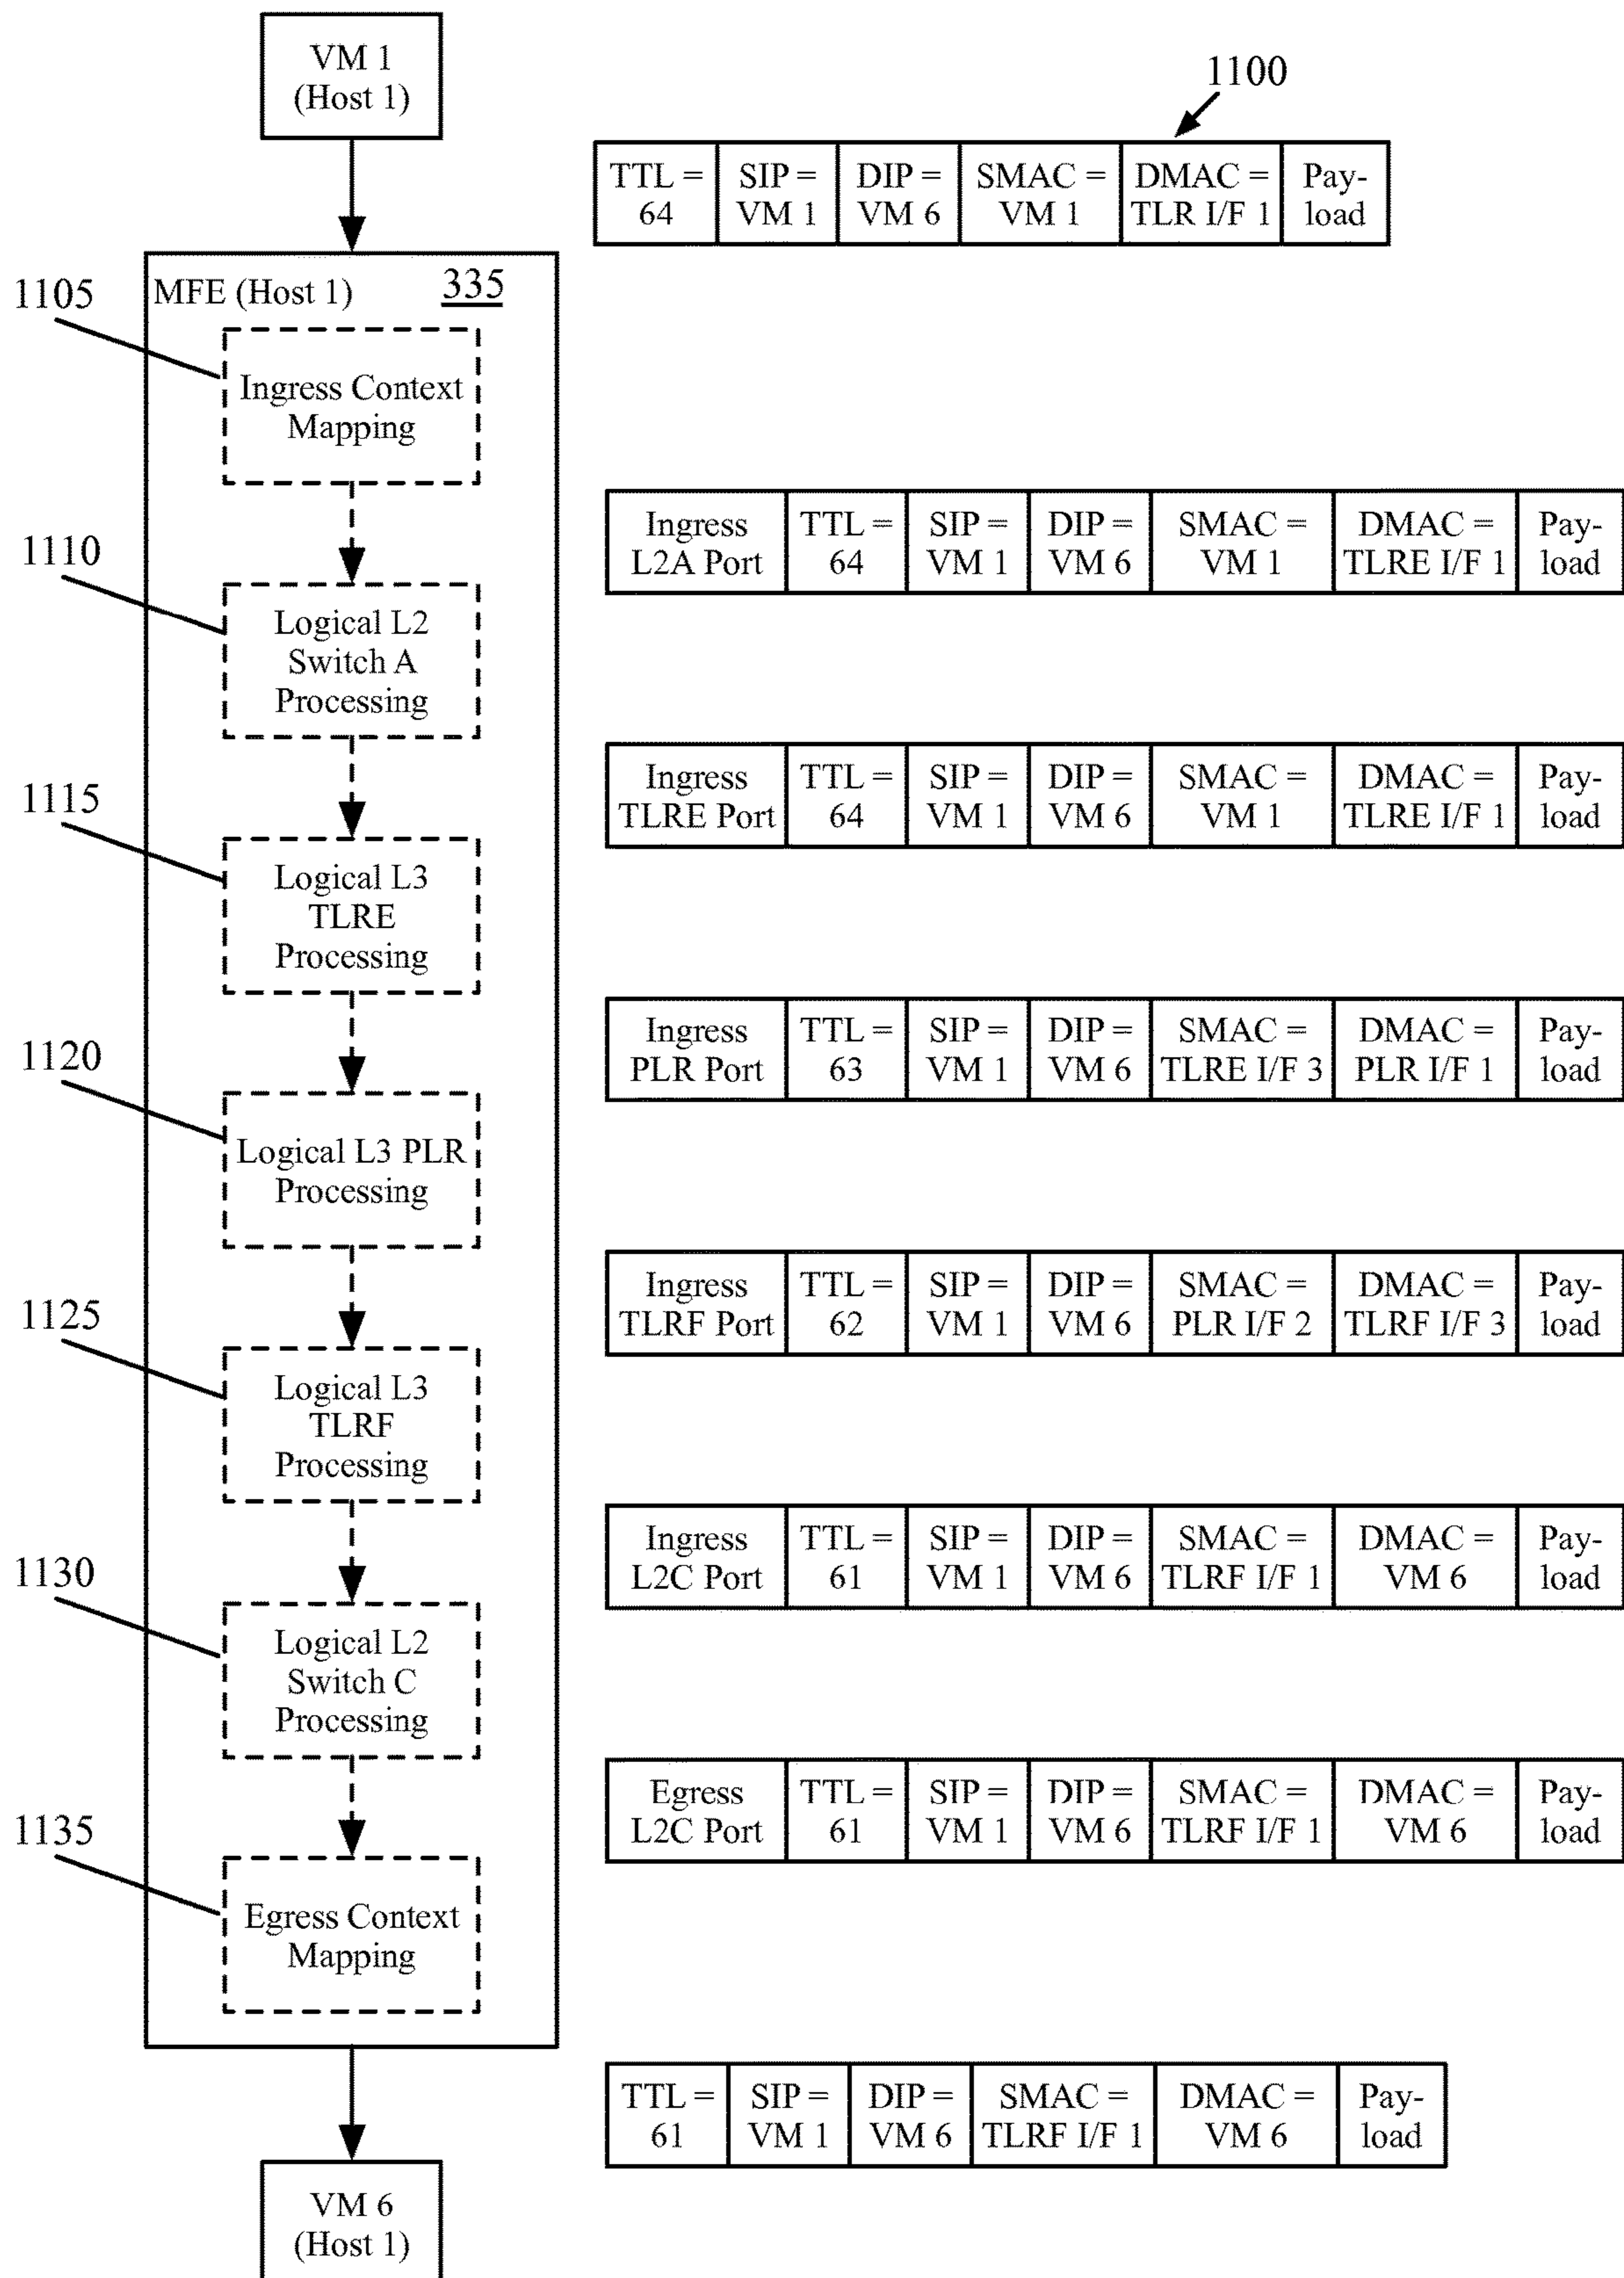 VM 1
(Host 1)
1100
TTL =
64
SIP =
VM 1
DIP =
VM 6
SMAC =
VM 1
DMAC =
TLR I/F 1
Pay-
load
MFE (Host 1)
335
1105
Ingress Context
Mapping
Ingress
L2A Port
TTL =
64
SIP =
VM 1
DIP =
VM 6
SMAC =
VM 1
DMAC =
TLRE I/F 1
Pay-
load
1110
Logical L2
Switch A
Processing
Ingress
TLRE Port
TTL =
64
SIP =
VM 1
DIP =
VM 6
SMAC =
VM 1
DMAC =
TLRE I/F 1
Pay-
load
1115
Logical L3
TLRE
Processing
Ingress
PLR Port
TTL =
63
SIP =
VM 1
DIP =
VM 6
SMAC =
TLRE I/F 3
DMAC =
PLR I/F 1
Pay-
load
1120
Logical L3 PLR
Processing
Ingress
TLRF Port
TTL =
62
SIP =
VM 1
DIP =
VM 6
SMAC =
PLR I/F 2
DMAC =
TLRF I/F 3
Pay-
load
1125
Logical L3
TLRF
Processing
Ingress
L2C Port
TTL =
61
SIP =
VM 1
DIP =
VM 6
SMAC =
TLRF I/F 1
DMAC =
VM 6
Pay-
load
1130
Logical L2
Switch C
Processing
Egress
L2C Port
TTL =
61
SIP =
VM 1
DIP =
VM 6
SMAC =
TLRF I/F 1
DMAC =
VM 6
Pay-
load
1135
Egress Context
Mapping
TTL =
61
SIP =
VM 1
DIP =
VM 6
SMAC =
TLRF I/F 1
DMAC =
VM 6
Pay-
load
VM 6
(Host 1)